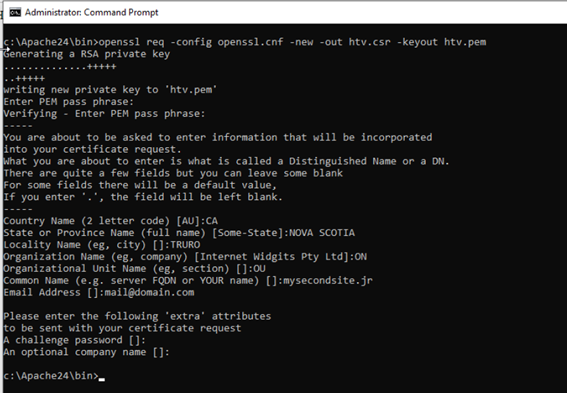 Administrator: Command Prompt
c:\Apache24\bin>openssl req -config openssl.cnf -new -out htv.csr -keyout htv.pem
Generating a RSA private key
..............+++++
..+++++
writing new private key to 'htv.pem'
Enter PEM pass phrase:
Verifying - Enter PEM pass phrase:
-----
You are about to be asked to enter information that will be incorporated
into your certificate request.
What you are about to enter is what is called a Distinguished Name or a DN.
There are quite a few fields but you can leave some blank
For some fields there will be a default value,
If you enter '.', the field will be left blank.
-----
Country Name (2 letter code) [AU]:CA
State or Province Name (full name) [Some-State]:NOVA SCOTIA
Locality Name (eg, city) []:TRURO
Organization Name (eg, company) [Internet Widgits Pty Ltd]:ON
Organizational Unit Name (eg, section) []:OU
Common Name (e.g. server FQDN or YOUR name) []:mysecondsite.jr
Email Address []:mail@domain.com
Please enter the following 'extra' attributes
to be sent with your certificate request
A challenge password []:
An optional company name []:
c:\Apache24\bin>